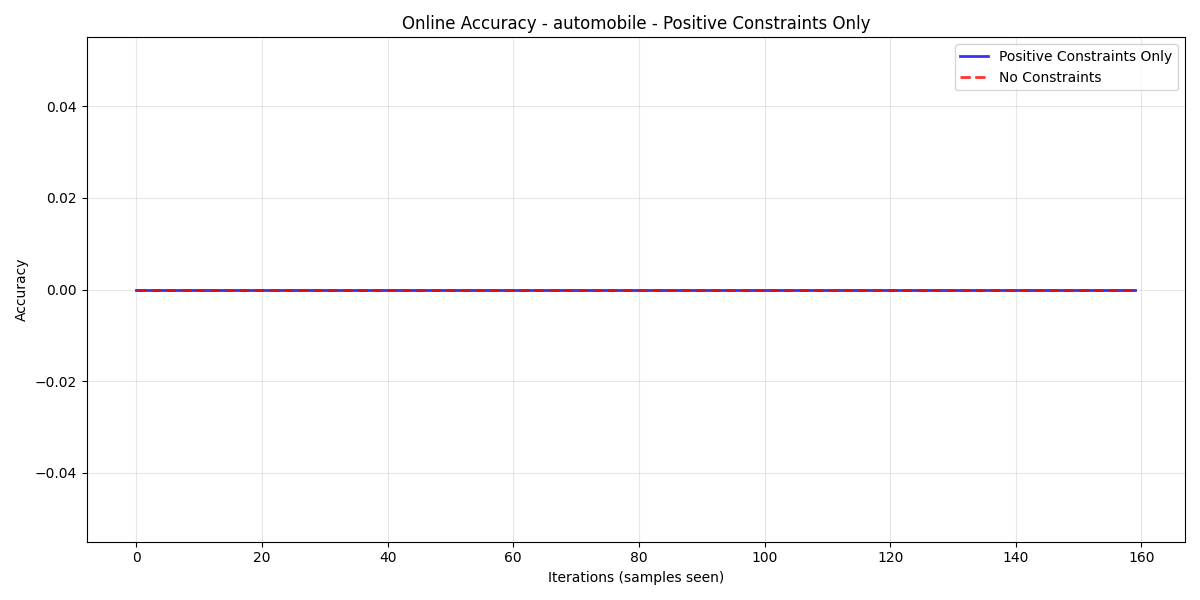 Online Accuracy - automobile - Positive Constraints Only
Positive Constraints Only
No Constraints
0.04
0.02
0.00
−0.02
−0.04
Accuracy
0 20 40 60 80 100 120 140 160
Iterations (samples seen)